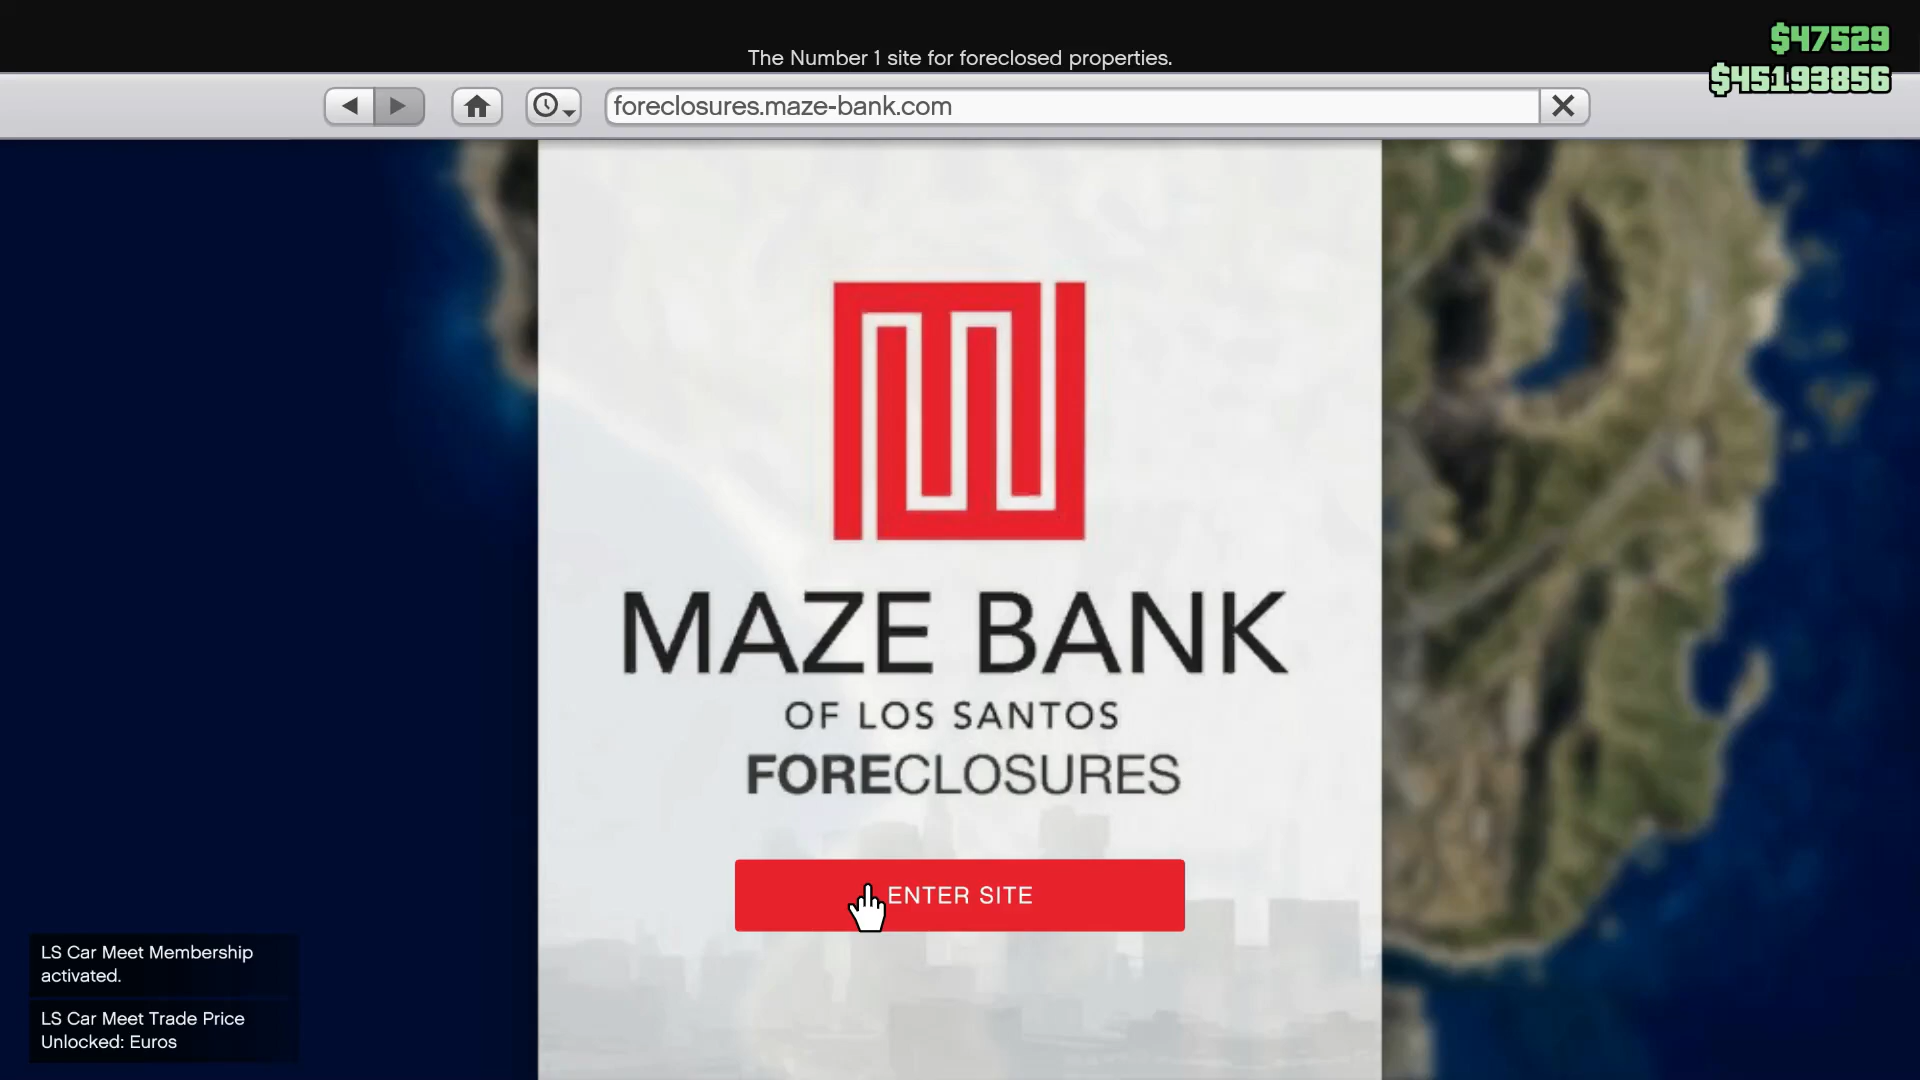 The Number 1 site for foreclosed properties.
$47529
$45193856
foreclosures.maze-bank.com
MAZE BANK
OF LOS SANTOS
FORECLOSURES
ENTER SITE
LS Car Meet Membership
activated.
LS Car Meet Trade Price
Unlocked: Euros